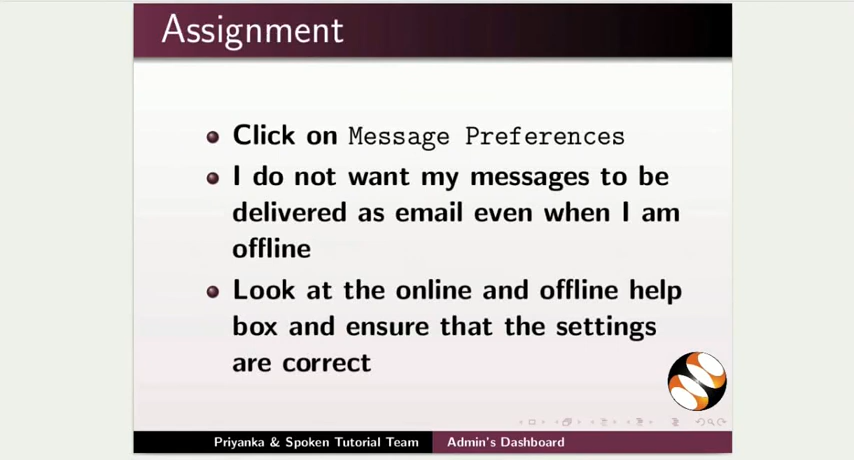 Assignment
Click on Message Preferences
I do not want my messages to be
delivered as email even when I am
offline
Look at the online and offline help
box and ensure that the settings
are correct
Priyanka & Spoken Tutorial Team
Admin's Dashboard